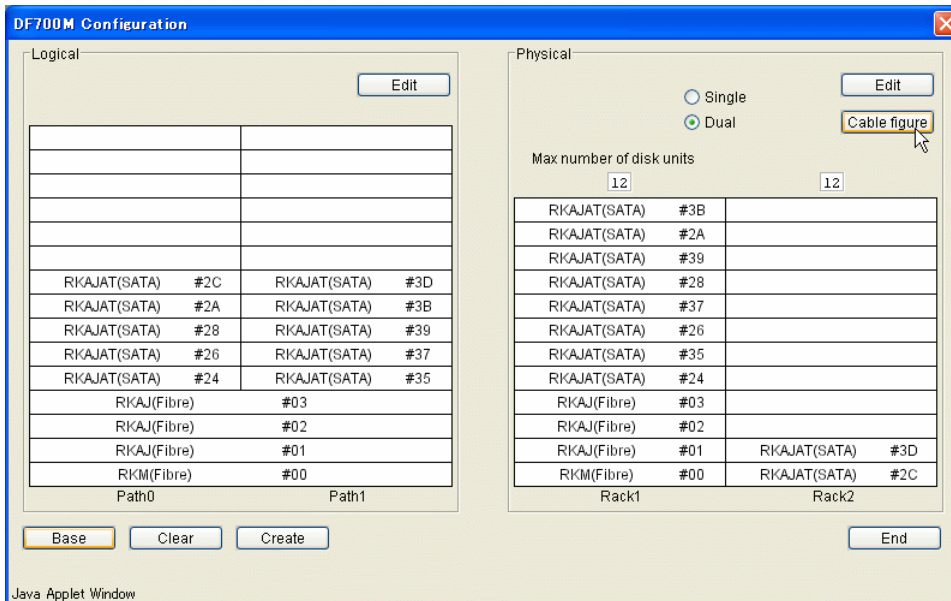 DF700M Configuration
Logical
Edit
RKAJAT(SATA) #2C RKAJAT(SATA) #3D
RKAJAT(SATA) #2A RKAJAT(SATA) #3B
RKAJAT(SATA) #28 RKAJAT(SATA) #39
RKAJAT(SATA) #26 RKAJAT(SATA) #37
RKAJAT(SATA) #24 RKAJAT(SATA) #35
RKAJ(Fibre) #03
RKAJ(Fibre) #02
RKAJ(Fibre) #01
RKM(Fibre) #00
Path0 Path1
Physical
Single
Dual
Edit
Cable figure
Max number of disk units
12 12
RKAJAT(SATA) #3B
RKAJAT(SATA) #2A
RKAJAT(SATA) #39
RKAJAT(SATA) #28
RKAJAT(SATA) #37
RKAJAT(SATA) #26
RKAJAT(SATA) #35
RKAJAT(SATA) #24
RKAJ(Fibre) #03
RKAJ(Fibre) #02
RKAJ(Fibre) #01 RKAJAT(SATA) #3D
RKM(Fibre) #00 RKAJAT(SATA) #2C
Rack1 Rack2
Base Clear Create End
Java Applet Window